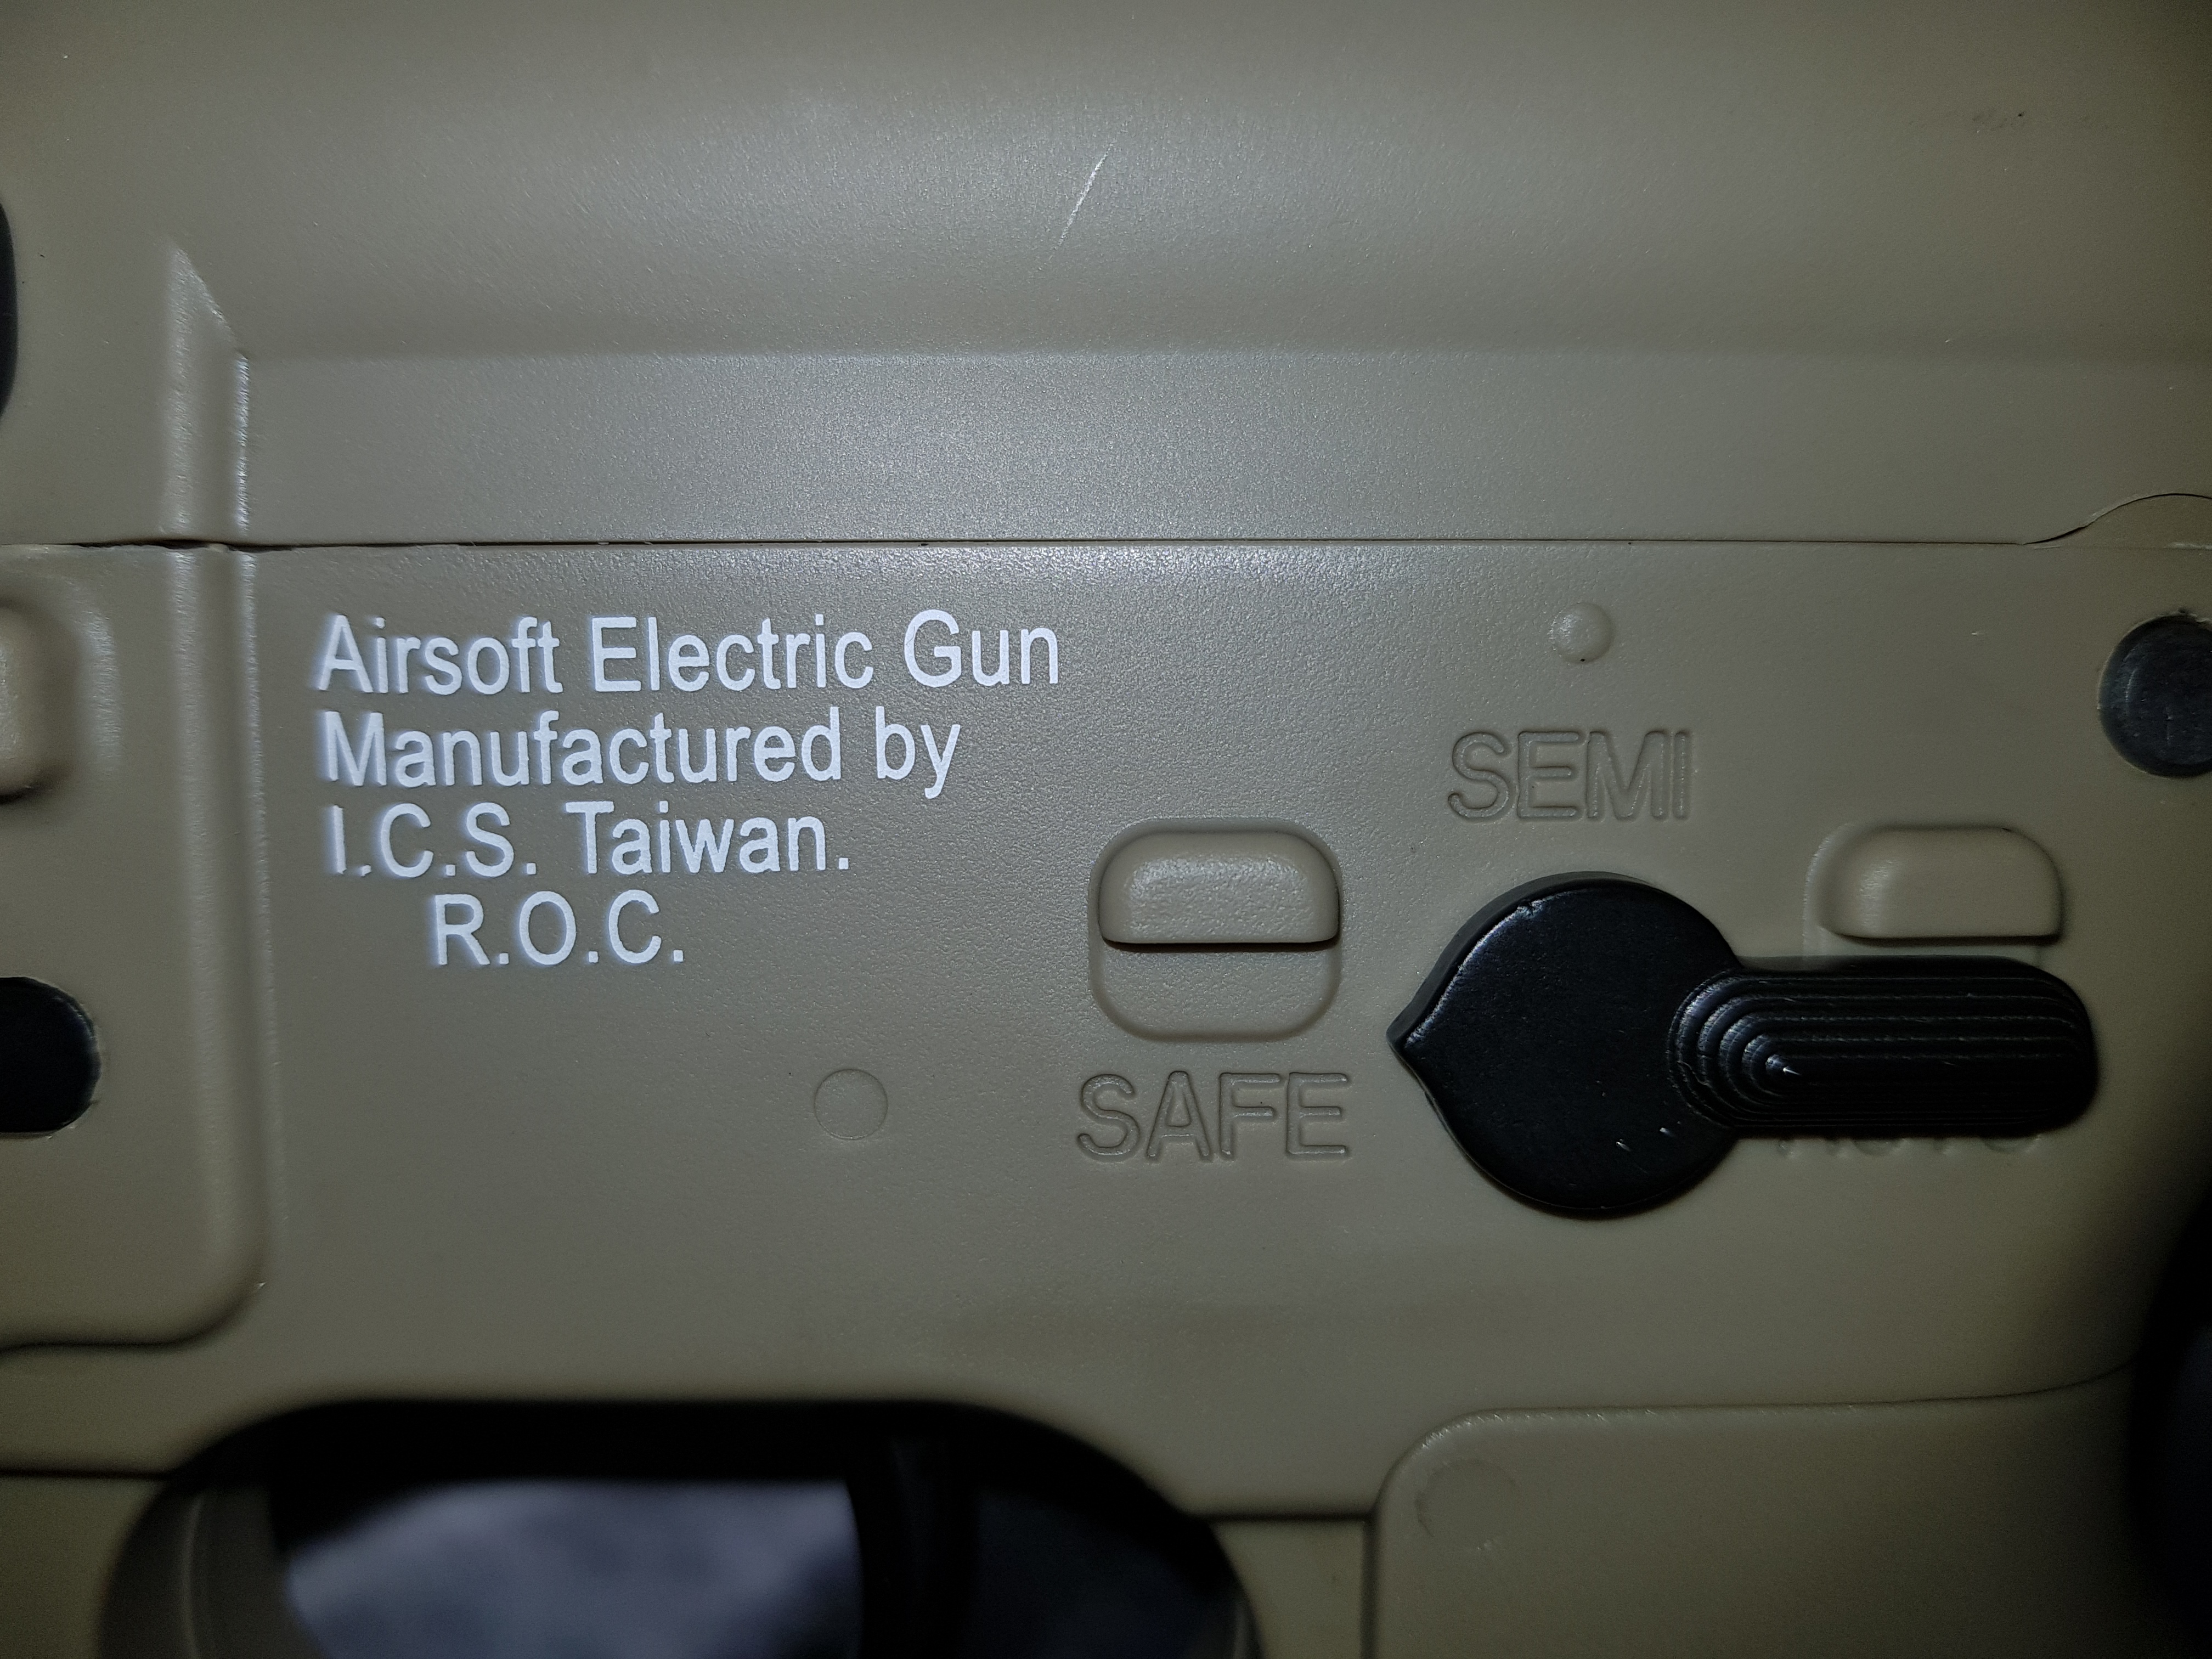 Airsoft Electric Gun
Manufactured by
I.C.S. Taiwan.
R.O.C.
SEMI
SAFE